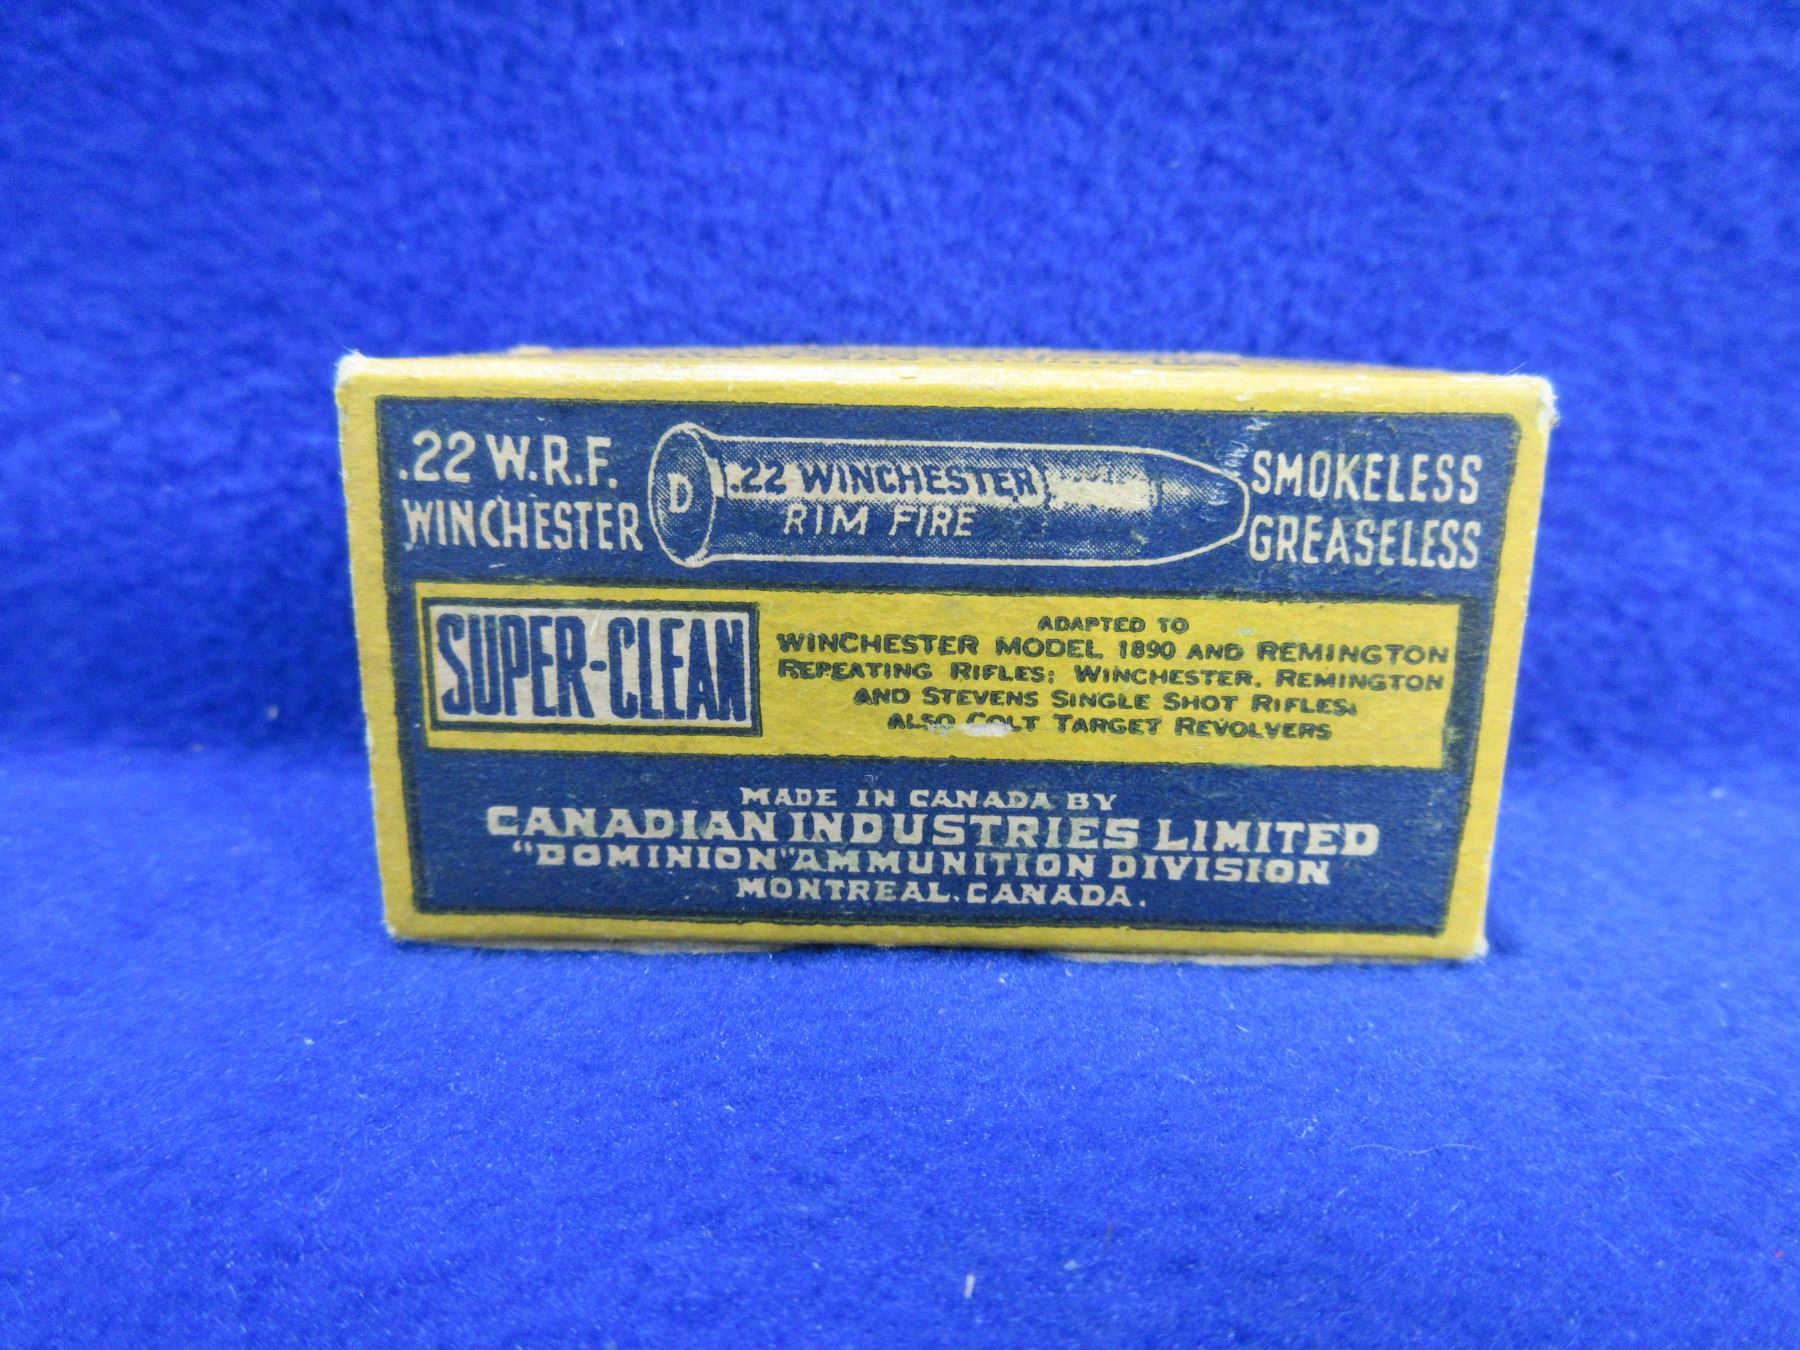 .22 W.R.F.
WINCHESTER
D
.22 WINCHESTER
RIM FIRE
SMOKELESS
GREASELESS
SUPER-CLEAN
ADAPTED TO
WINCHESTER MODEL 1890 AND REMINGTON
REPEATING RIFLES; WINCHESTER, REMINGTON
AND STEVENS SINGLE SHOT RIFLES;
ALSO COLT TARGET REVOLVERS
MADE IN CANADA BY
CANADIAN INDUSTRIES LIMITED
"DOMINION" AMMUNITION DIVISION
MONTREAL, CANADA.